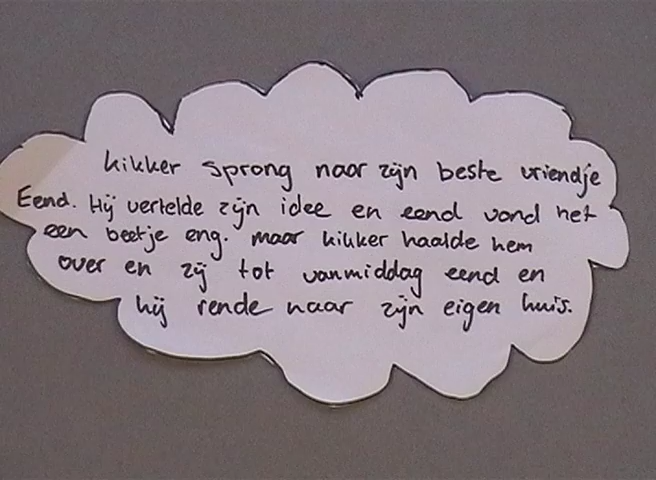 kikker sprong naar zijn beste vriendje
Eend. Hij vertelde zijn idee en eend vond het
een beetje eng. maar kikker haalde hem
over en zij tot vanmiddag eend en
hij rende naar zijn eigen huis.